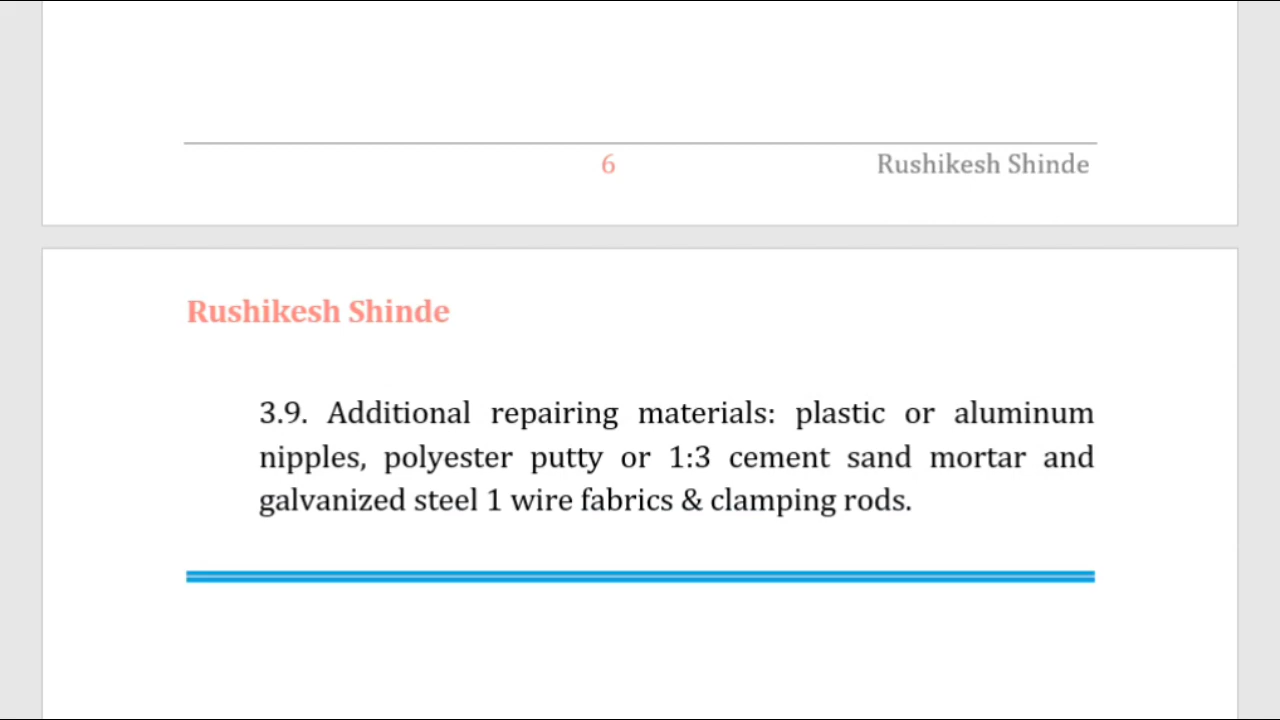 6
Rushikesh Shinde
Rushikesh Shinde
3.9. Additional repairing materials: plastic or aluminum
nipples, polyester putty or 1:3 cement sand mortar and
galvanized steel 1 wire fabrics & clamping rods.